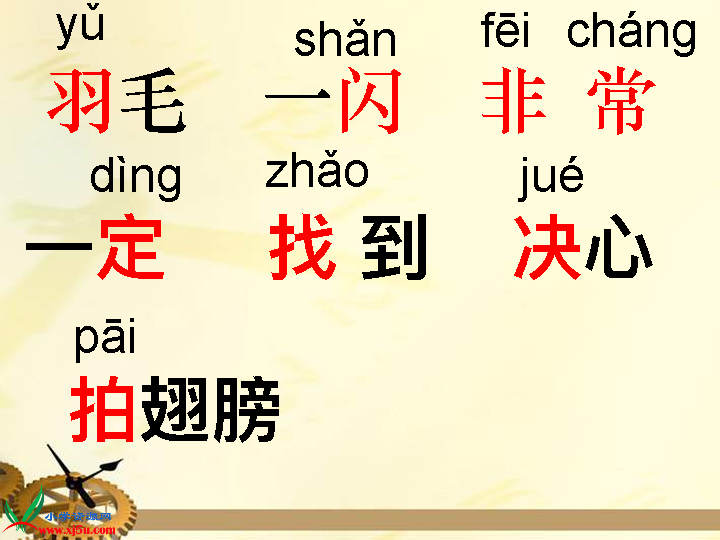 yǔ shǎn fēi cháng
羽毛 一闪 非 常
dìng zhǎo jué
一定 找 到 决心
pāi
拍翅膀
小学资源网
www.xj5u.com